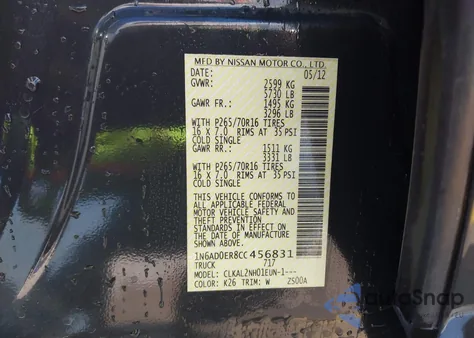 MFD BY NISSAN MOTOR CO., LTD.
DATE: 05/12
GVWR: 2599 KG
5730 LB
GAWR FR.: 1495 KG
3296 LB
WITH P265/70R16 TIRES
16 X 7.0 RIMS AT 35 PSI
COLD SINGLE
GAWR RR.: 1511 KG
3331 LB
WITH P265/70R16 TIRES
16 X 7.0 RIMS AT 35 PSI
COLD SINGLE
THIS VEHICLE CONFORMS TO
ALL APPLICABLE FEDERAL
MOTOR VEHICLE SAFETY
AND THEFT PREVENTION
STANDARDS IN EFFECT ON
THE DATE OF MANUFACTURE
SHOWN ABOVE.
1N6AD0ER8CC456831
TRUCK 717
MODEL: CLKAL2NHO1EUN-1---
COLOR: K26 TRIM: W ZS00A
AutoSnap